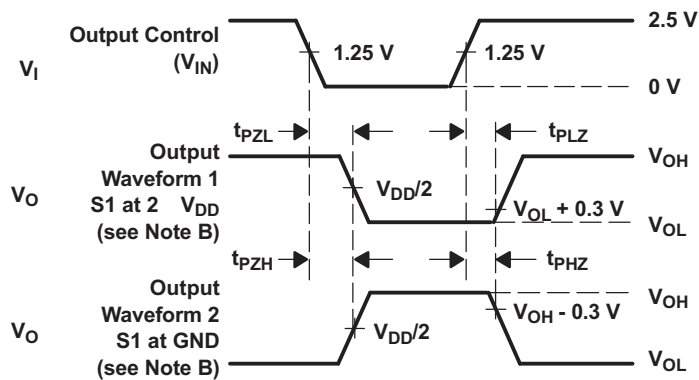 Output Control
(VIN)
VI
1.25 V
1.25 V
2.5 V
0 V
tPZL
tPLZ
Output
Waveform 1
S1 at 2 VDD
(see Note B)
VO
VDD/2
VOL + 0.3 V
VOH
VOL
tPZH
tPHZ
Output
Waveform 2
S1 at GND
(see Note B)
VO
VDD/2
VOH - 0.3 V
VOH
VOL